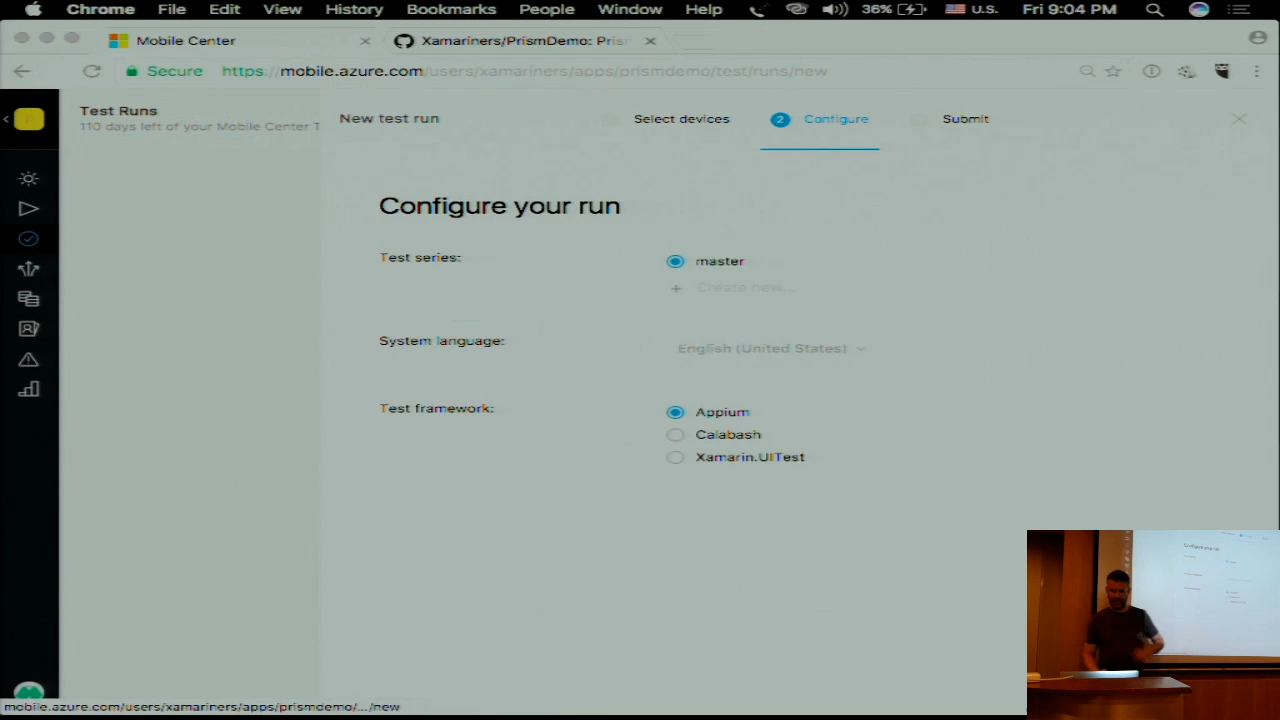 Chrome File Edit View History Bookmarks People Window Help 36% U.S. Fri 9:04 PM
Mobile Center Xamariners/PrismDemo: Pris
Secure https://mobile.azure.com/users/xamariners/apps/prismdemo/test/runs/new
Test Runs
110 days left of your Mobile Center T
New test run
Select devices
2 Configure
Submit
Configure your run
Test series:
master
+ Create new...
System language:
English (United States)
Test framework:
Appium
Calabash
Xamarin.UITest
mobile.azure.com/users/xamariners/apps/prismdemo/.../new